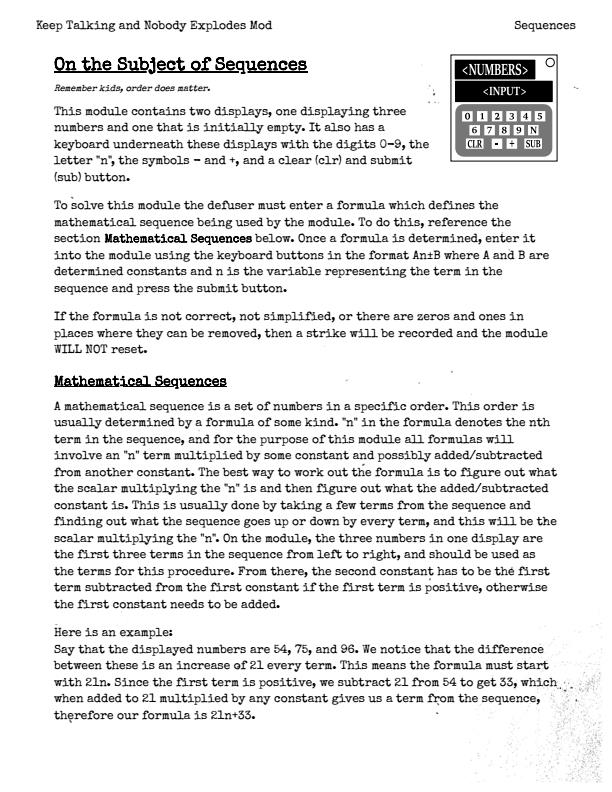 Keep Talking and Nobody Explodes Mod
Sequences
On the Subject of Sequences
Remember kids, order does matter.
<NUMBERS>
<INPUT>
0 1 2 3 4 5
6 7 8 9 N
CLR - + SUB
This module contains two displays, one displaying three
numbers and one that is initially empty. It also has a
keyboard underneath these displays with the digits 0-9, the
letter "n", the symbols - and +, and a clear (clr) and submit
(sub) button.
To solve this module the defuser must enter a formula which defines the
mathematical sequence being used by the module. To do this, reference the
section Mathematical Sequences below. Once a formula is determined, enter it
into the module using the keyboard buttons in the format An±B where A and B are
determined constants and n is the variable representing the term in the
sequence and press the submit button.
If the formula is not correct, not simplified, or there are zeros and ones in
places where they can be removed, then a strike will be recorded and the module
WILL NOT reset.
Mathematical Sequences
A mathematical sequence is a set of numbers in a specific order. This order is
usually determined by a formula of some kind. "n" in the formula denotes the nth
term in the sequence, and for the purpose of this module all formulas will
involve an "n" term multiplied by some constant and possibly added/subtracted
from another constant. The best way to work out the formula is to figure out what
the scalar multiplying the "n" is and then figure out what the added/subtracted
constant is. This is usually done by taking a few terms from the sequence and
finding out what the sequence goes up or down by every term, and this will be the
scalar multiplying the "n". On the module, the three numbers in one display are
the first three terms in the sequence from left to right, and should be used as
the terms for this procedure. From there, the second constant has to be the first
term subtracted from the first constant if the first term is positive, otherwise
the first constant needs to be added.
Here is an example:
Say that the displayed numbers are 54, 75, and 96. We notice that the difference
between these is an increase of 21 every term. This means the formula must start
with 21n. Since the first term is positive, we subtract 21 from 54 to get 33, which
when added to 21 multiplied by any constant gives us a term from the sequence,
therefore our formula is 21n+33.